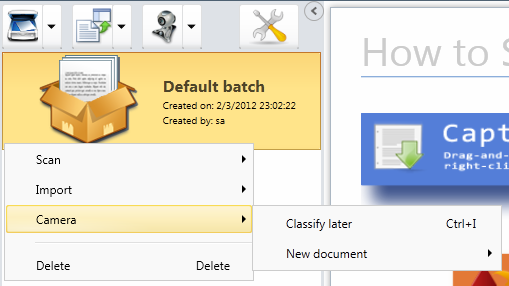 How to S
Default batch
Created on: 2/3/2012 23:02:22
Created by: sa
Capt
Drag-and-
right-cli
Scan
Import
Camera
Classify later Ctrl+I
New document
Delete Delete